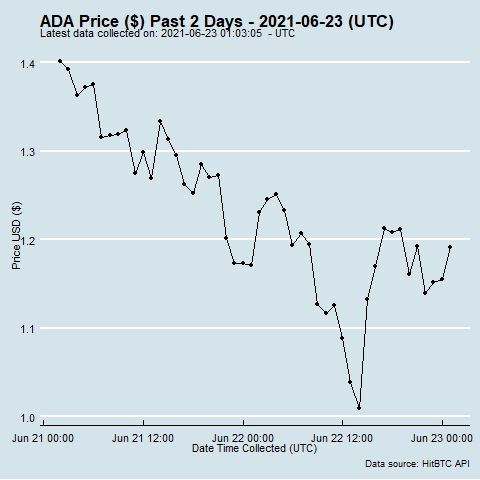 ADA Price ($) Past 2 Days - 2021-06-23 (UTC)
Latest data collected on: 2021-06-23 01:03:05 - UTC
1.4
1.3
1.2
1.1
1.0
Price USD ($)
Jun 21 00:00 Jun 21 12:00 Jun 22 00:00 Jun 22 12:00 Jun 23 00:00
Date Time Collected (UTC)
Data source: HitBTC API